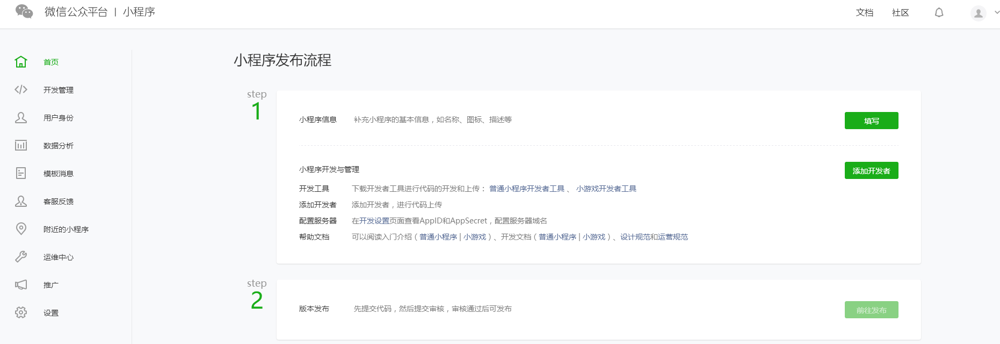 微信公众平台 | 小程序
文档 社区
首页
开发管理
用户身份
数据分析
模板消息
客服反馈
附近的小程序
运维中心
推广
设置
小程序发布流程
step
1
小程序信息 补充小程序的基本信息，如名称、图标、描述等 填写
小程序开发与管理 添加开发者
开发工具 下载开发者工具进行代码的开发和上传： 普通小程序开发者工具 、 小游戏开发者工具
添加开发者 添加开发者，进行代码上传
配置服务器 在开发设置页面查看AppID和AppSecret，配置服务器域名
帮助文档 可以阅读入门介绍（普通小程序 | 小游戏）、开发文档（普通小程序 | 小游戏）、设计规范和运营规范
step
2
版本发布 先提交代码，然后提交审核，审核通过后可发布 前往发布